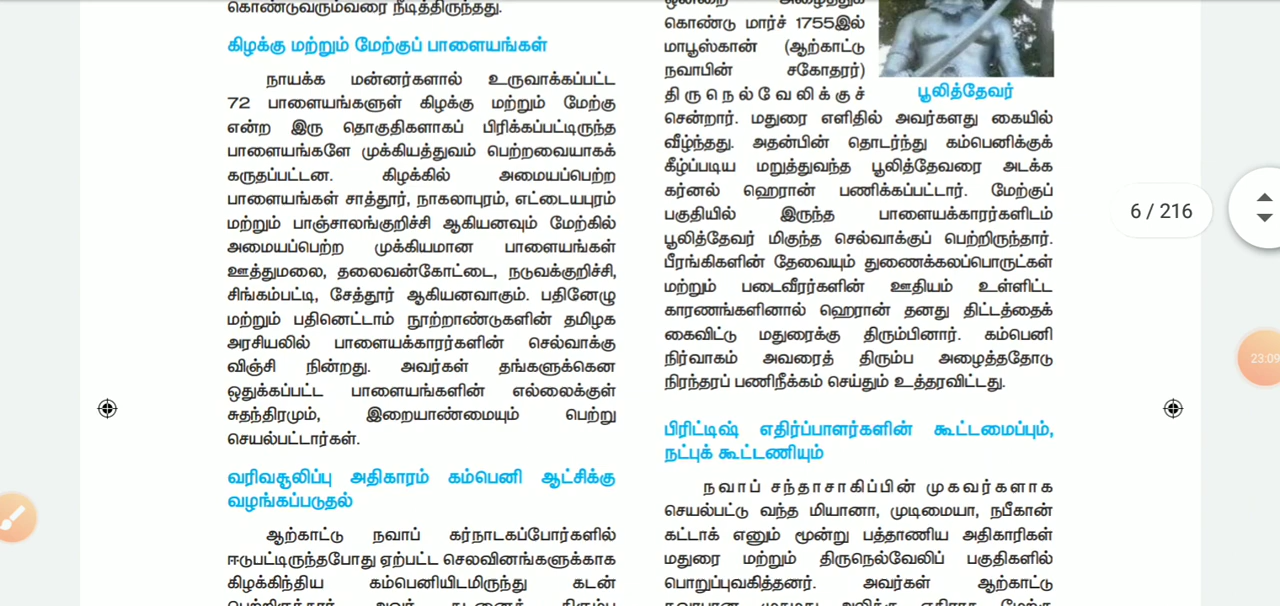 கொண்டுவரும்வரை நீடித்திருந்தது.
கிழக்கு மற்றும் மேற்குப் பாளையங்கள்
நாயக்க மன்னர்களால் உருவாக்கப்பட்ட
72 பாளையங்களுள் கிழக்கு மற்றும் மேற்கு
என்ற இரு தொகுதிகளாகப் பிரிக்கப்பட்டிருந்த
பாளையங்களே முக்கியத்துவம் பெற்றவையாகக்
கருதப்பட்டன. கிழக்கில் அமையப்பெற்ற
பாளையங்கள் சாத்தூர், நாகலாபுரம், எட்டையபுரம்
மற்றும் பாஞ்சாலங்குறிச்சி ஆகியனவும் மேற்கில்
அமையப்பெற்ற முக்கியமான பாளையங்கள்
ஊத்துமலை, தலைவன்கோட்டை, நடுவக்குறிச்சி,
சிங்கம்பட்டி, சேத்தூர் ஆகியனவாகும். பதினேழு
மற்றும் பதினெட்டாம் நூற்றாண்டுகளின் தமிழக
அரசியலில் பாளையக்காரர்களின் செல்வாக்கு
விஞ்சி நின்றது. அவர்கள் தங்களுக்கென
ஒதுக்கப்பட்ட பாளையங்களின் எல்லைக்குள்
சுதந்திரமும், இறையாண்மையும் பெற்று
செயல்பட்டார்கள்.
வரிவசூலிப்பு அதிகாரம் கம்பெனி ஆட்சிக்கு
வழங்கப்படுதல்
ஆற்காட்டு நவாப் கர்நாடகப்போர்களில்
ஈடுபட்டிருந்தபோது ஏற்பட்ட செலவினங்களுக்காக
கிழக்கிந்திய கம்பெனியிடமிருந்து கடன்
கொண்டு மார்ச் 1755இல்
மாபூஸ்கான் (ஆற்காட்டு
நவாபின் சகோதரர்)
திருநெல்வேலிக்குச்
பூலித்தேவர்
சென்றார். மதுரை எளிதில் அவர்களது கையில்
வீழ்ந்தது. அதன்பின் தொடர்ந்து கம்பெனிக்குக்
கீழ்ப்படிய மறுத்துவந்த பூலித்தேவரை அடக்க
கர்னல் ஹெரான் பணிக்கப்பட்டார். மேற்குப்
பகுதியில் இருந்த பாளையக்காரர்களிடம்
பூலித்தேவர் மிகுந்த செல்வாக்குப் பெற்றிருந்தார்.
பீரங்கிகளின் தேவையும் துணைக்கலப்பொருட்கள்
மற்றும் படைவீரர்களின் ஊதியம் உள்ளிட்ட
காரணங்களினால் ஹெரான் தனது திட்டத்தைக்
கைவிட்டு மதுரைக்கு திரும்பினார். கம்பெனி
நிர்வாகம் அவரைத் திரும்ப அழைத்ததோடு
நிரந்தரப் பணிநீக்கம் செய்தும் உத்தரவிட்டது.
பிரிட்டிஷ் எதிர்ப்பாளர்களின் கூட்டமைப்பும்,
நட்புக் கூட்டணியும்
நவாப் சந்தாசாகிப்பின் முகவர்களாக
செயல்பட்டு வந்த மியானா, முடிமையா, நபீகான்
கட்டாக் எனும் மூன்று பத்தாணிய அதிகாரிகள்
மதுரை மற்றும் திருநெல்வேலிப் பகுதிகளில்
பொறுப்புவகித்தனர். அவர்கள் ஆற்காட்டு
6 / 216
23:09